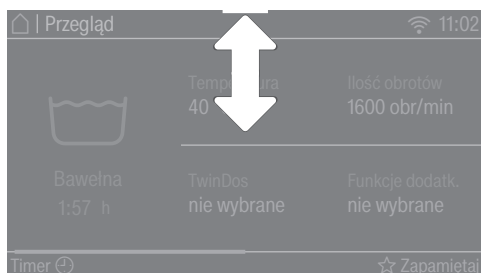 | Przegląd 11:02
Ilość obrotów
40 1600 obr/min
Bawełna TwinDos Funkcje dodatk.
1:57 h nie wybrane nie wybrane
Timer Zapamiętaj